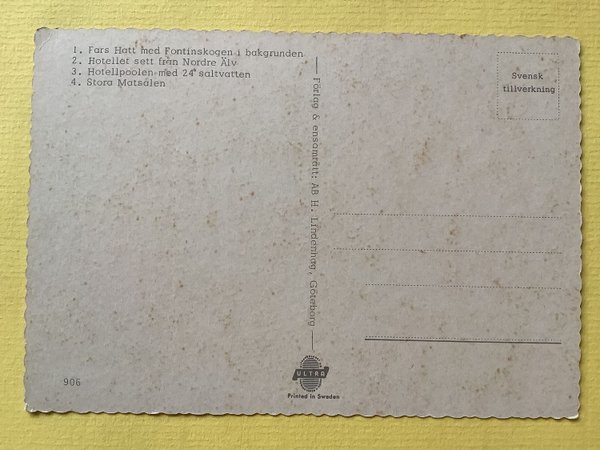 1. Fars Hatt med Fontinskogen i bakgrunden
2. Hotellet sett från Nordre Älv
3. Hotellpoolen med 24° saltvatten
4. Stora Matsalen
Svensk
tillverkning
Förlag & ensamrätt: AB H. Lindenhag, Göteborg
906
ULTRA
Printed in Sweden